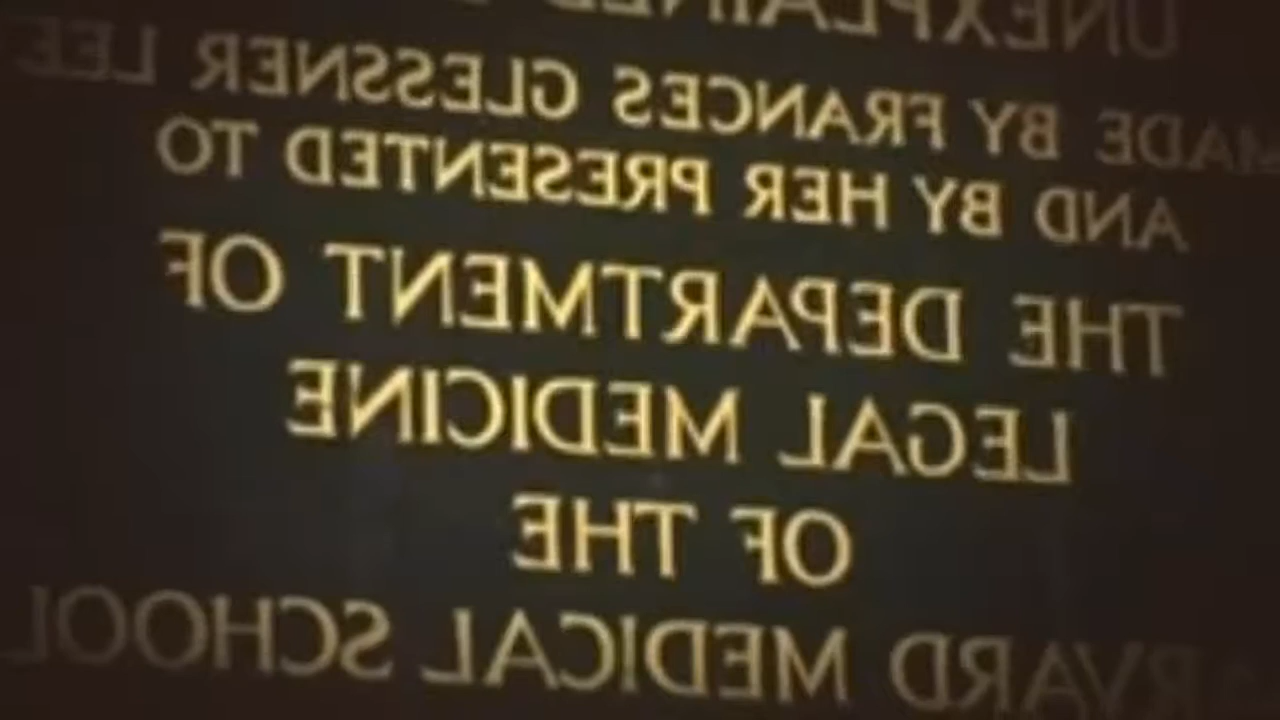 UNEXPLAINED
MADE BY FRANCES GLESSNER LEE
AND BY HER PRESENTED TO
THE DEPARTMENT OF
LEGAL MEDICINE
OF THE
ARVARD MEDICAL SCHOOL